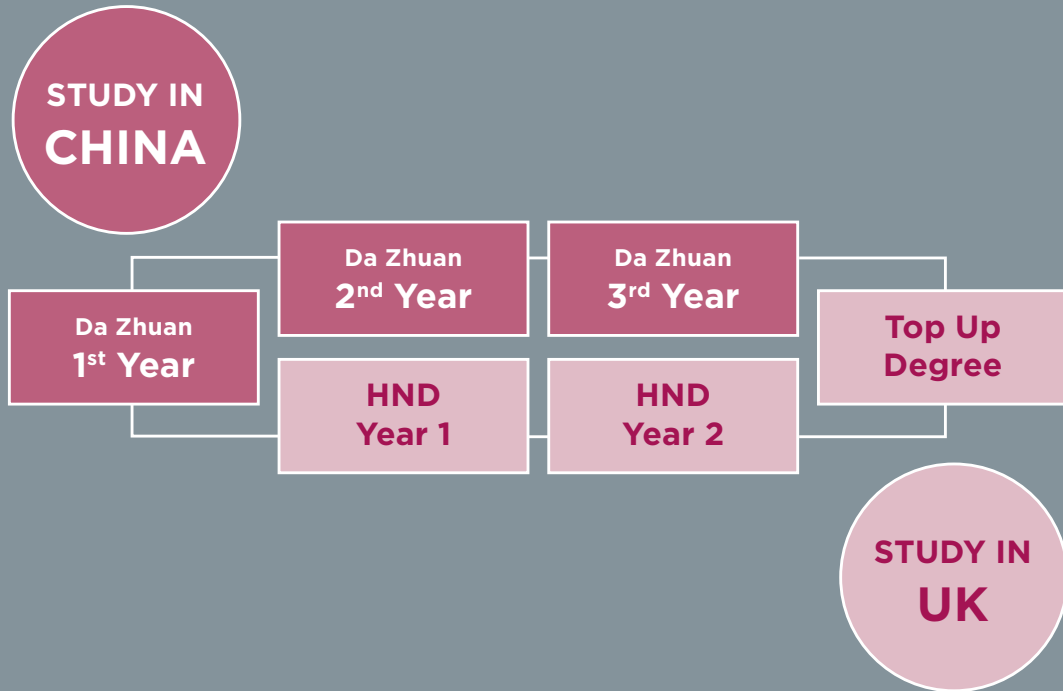 STUDY IN
CHINA
Da Zhuan
1st Year
Da Zhuan
2nd Year
Da Zhuan
3rd Year
HND
Year 1
HND
Year 2
Top Up
Degree
STUDY IN
UK